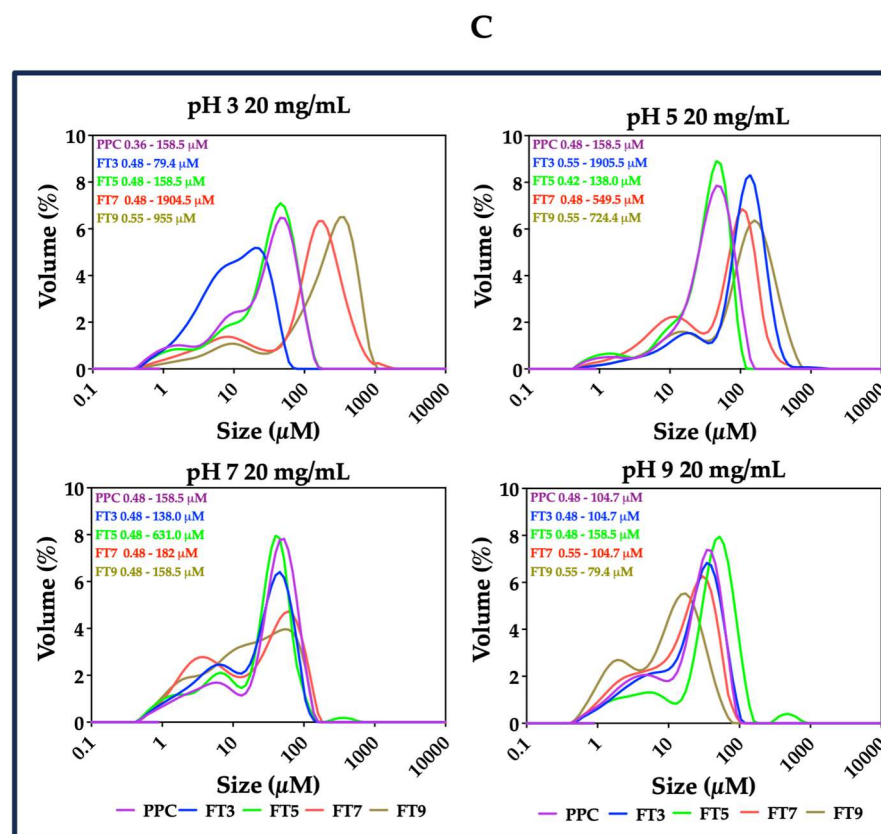 C
pH 3 20 mg/mL
PPC 0.36 - 158.5 μM
FT3 0.48 - 79.4 μM
FT5 0.48 - 158.5 μM
FT7 0.48 - 1904.5 μM
FT9 0.55 - 955 μM
Volume (%)
10
8
6
4
2
0
0.1
1
10
100
1000
10000
Size (μM)
pH 5 20 mg/mL
PPC 0.48 - 158.5 μM
FT3 0.55 - 1905.5 μM
FT5 0.42 - 138.0 μM
FT7 0.48 - 549.5 μM
FT9 0.55 - 724.4 μM
Volume (%)
10
8
6
4
2
0
0.1
1
10
100
1000
10000
Size (μM)
pH 7 20 mg/mL
PPC 0.48 - 158.5 μM
FT3 0.48 - 138.0 μM
FT5 0.48 - 631.0 μM
FT7 0.48 - 182 μM
FT9 0.48 - 158.5 μM
Volume (%)
10
8
6
4
2
0
0.1
1
10
100
1000
10000
Size (μM)
PPC FT3 FT5 FT7 FT9
pH 9 20 mg/mL
PPC 0.48 - 104.7 μM
FT3 0.48 - 104.7 μM
FT5 0.48 - 158.5 μM
FT7 0.55 - 104.7 μM
FT9 0.55 - 79.4 μM
Volume (%)
10
8
6
4
2
0
0.1
1
10
100
1000
10000
Size (μM)
PPC FT3 FT5 FT7 FT9